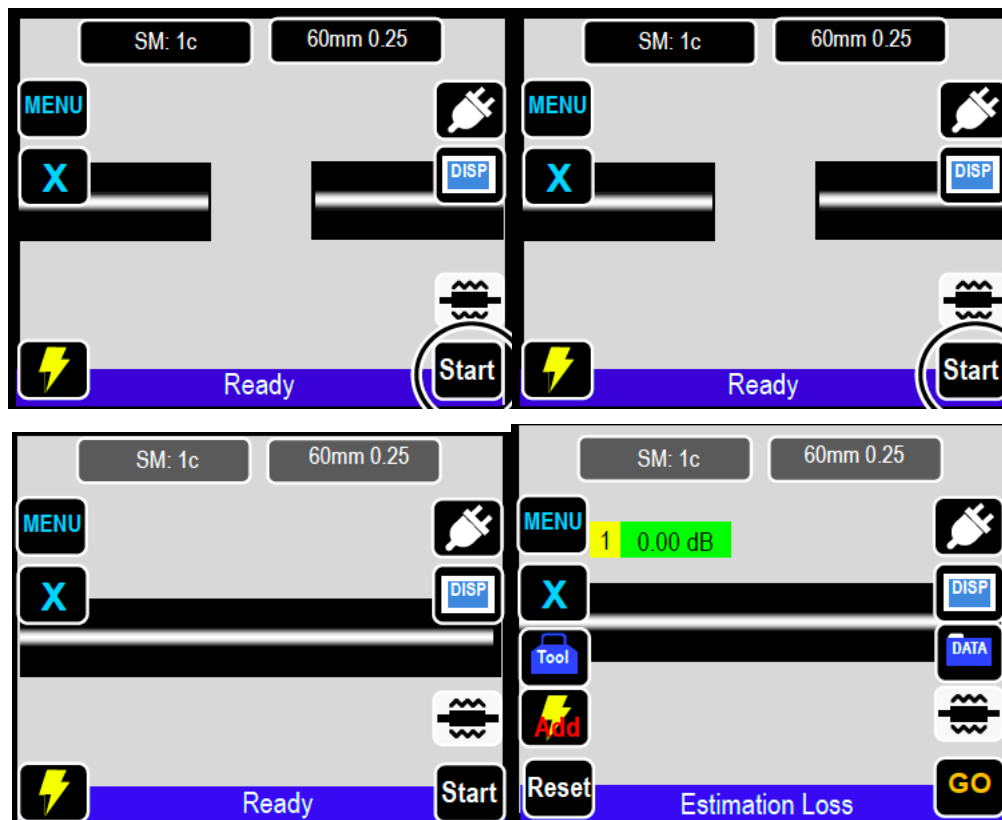 SM: 1c 60mm 0.25
MENU
X DISP
Ready Start
SM: 1c 60mm 0.25
MENU
X DISP
Ready Start
SM: 1c 60mm 0.25
MENU
X DISP
Ready Start
SM: 1c 60mm 0.25
MENU 1 0.00 dB
X DISP
Tool DATA
Add
Reset Estimation Loss GO